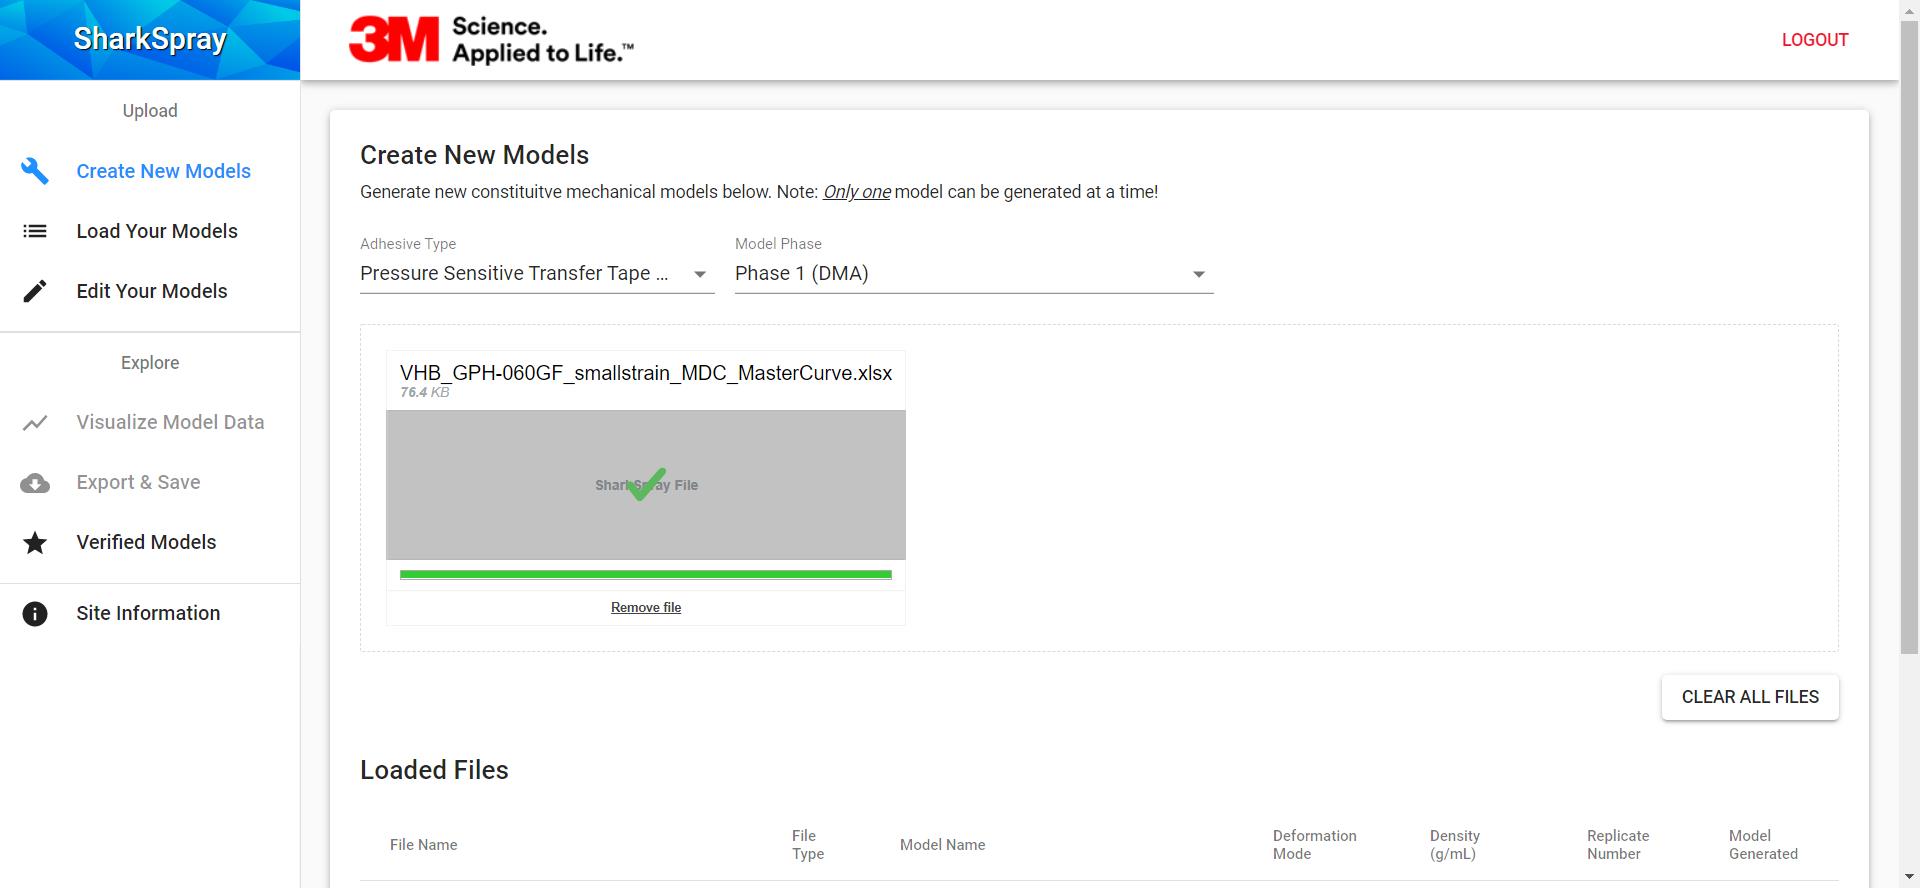 SharkSpray
3M Science.
Applied to Life.™
LOGOUT
Upload
Create New Models
Load Your Models
Edit Your Models
Explore
Visualize Model Data
Export & Save
Verified Models
Site Information
Create New Models
Generate new constituitve mechanical models below. Note: Only one model can be generated at a time!
Adhesive Type
Pressure Sensitive Transfer Tape ...
Model Phase
Phase 1 (DMA)
VHB_GPH-060GF_smallstrain_MDC_MasterCurve.xlsx
76.4 KB
SharkSpray File
Remove file
CLEAR ALL FILES
Loaded Files
File Name
File
Type
Model Name
Deformation
Mode
Density
(g/mL)
Replicate
Number
Model
Generated